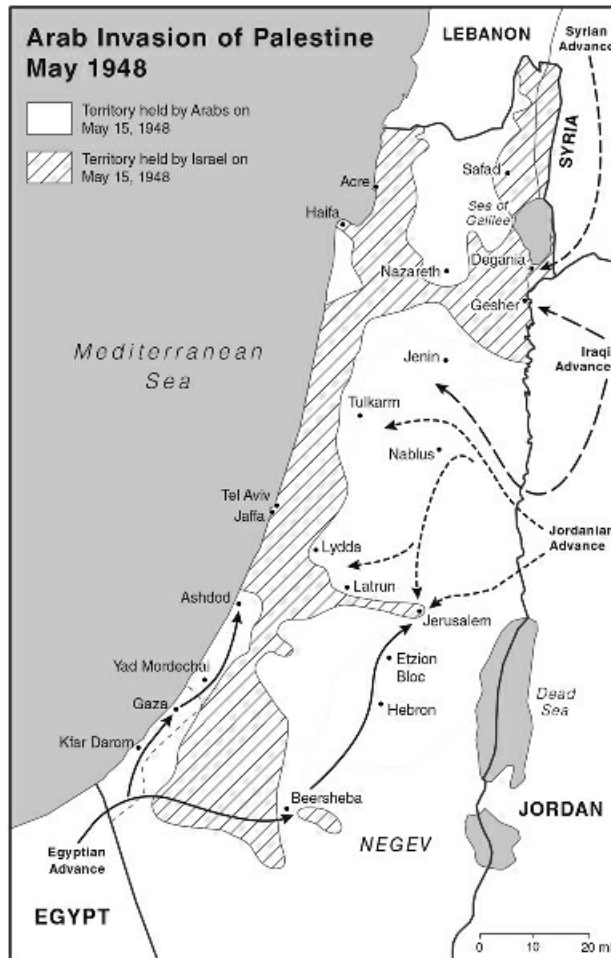 Arab Invasion of Palestine
May 1948
Territory held by Arabs on
May 15, 1948
Territory held by Israel on
May 15, 1948
LEBANON
Syrian
Advance
SYRIA
Safad
Acre
Sea of
Galilee
Haifa
Degania
Nazareth
Gesher
Mediterranean
Sea
Jenin
Iraqi
Advance
Tulkarm
Nablus
Tel Aviv
Jaffa
Jordanian
Advance
Lydda
Latrun
Ashdod
Jerusalem
Etzion
Bloc
Yad Mordechai
Dead
Sea
Gaza
Hebron
Kfar Darom
Beersheba
JORDAN
NEGEV
Egyptian
Advance
EGYPT
0 10 20 mi